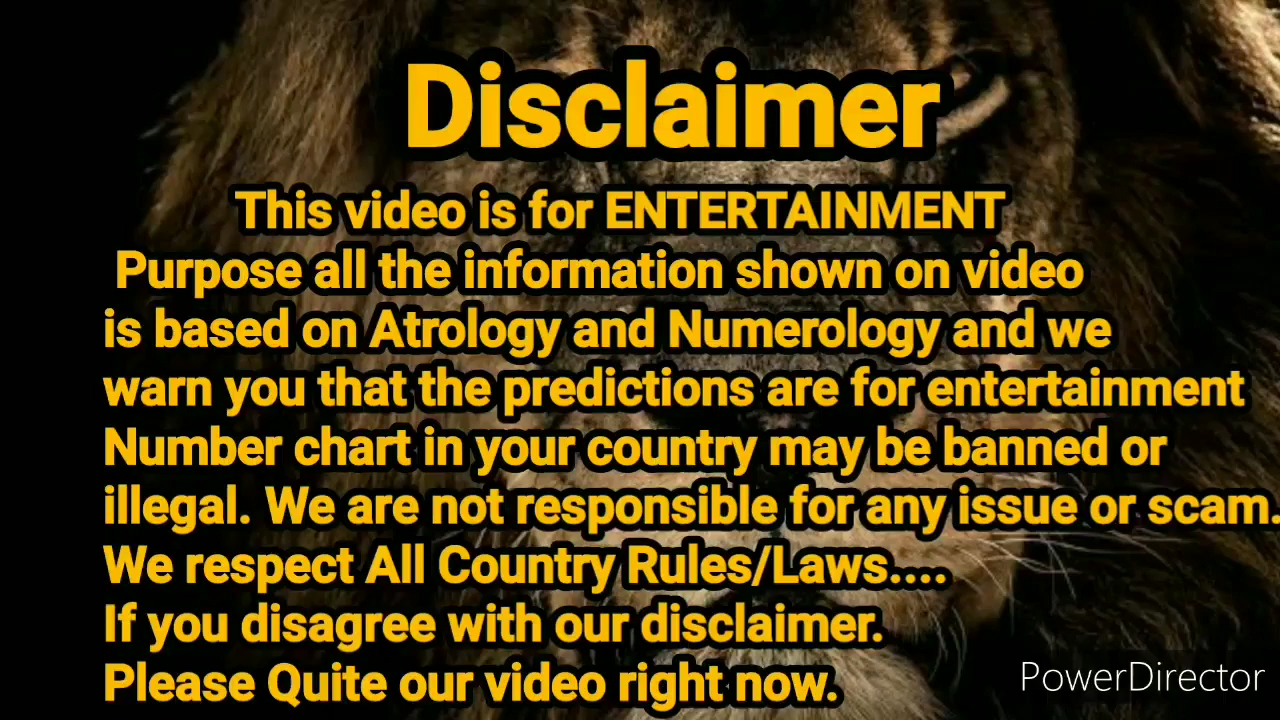 Disclaimer
This video is for ENTERTAINMENT
Purpose all the information shown on video
is based on Atrology and Numerology and we
warn you that the predictions are for entertainment
Number chart in your country may be banned or
illegal. We are not responsible for any issue or scam.
We respect All Country Rules/Laws....
If you disagree with our disclaimer.
Please Quite our video right now.
PowerDirector